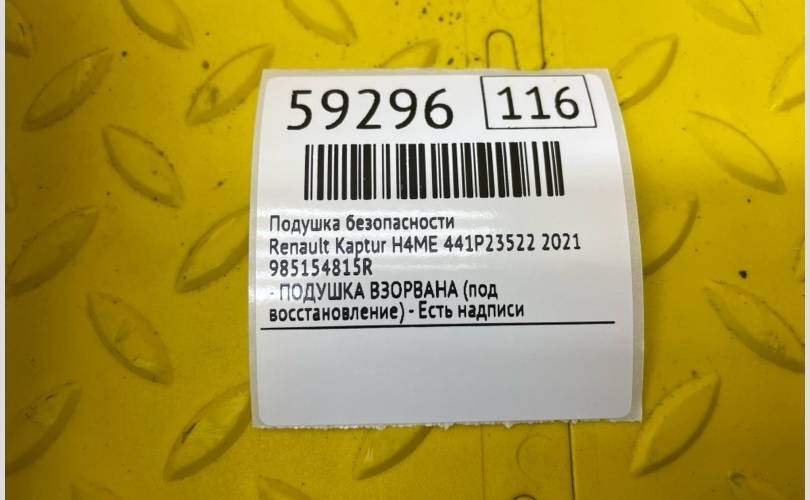 59296 116
Подушка безопасности
Renault Kaptur H4ME 441P23522 2021
985154815R
- ПОДУШКА ВЗОРВАНА (под
восстановление) - Есть надписи